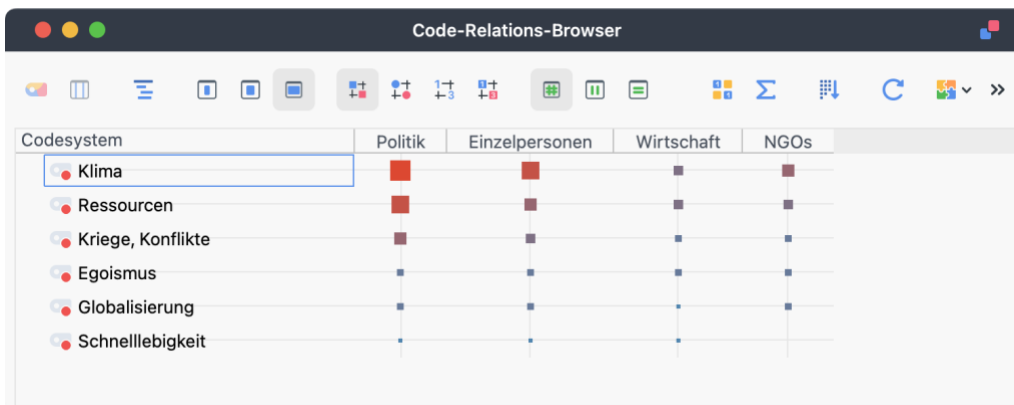 Code-Relations-Browser
Codesystem Politik Einzelpersonen Wirtschaft NGOs
Klima
Ressourcen
Kriege, Konflikte
Egoismus
Globalisierung
Schnelllebigkeit